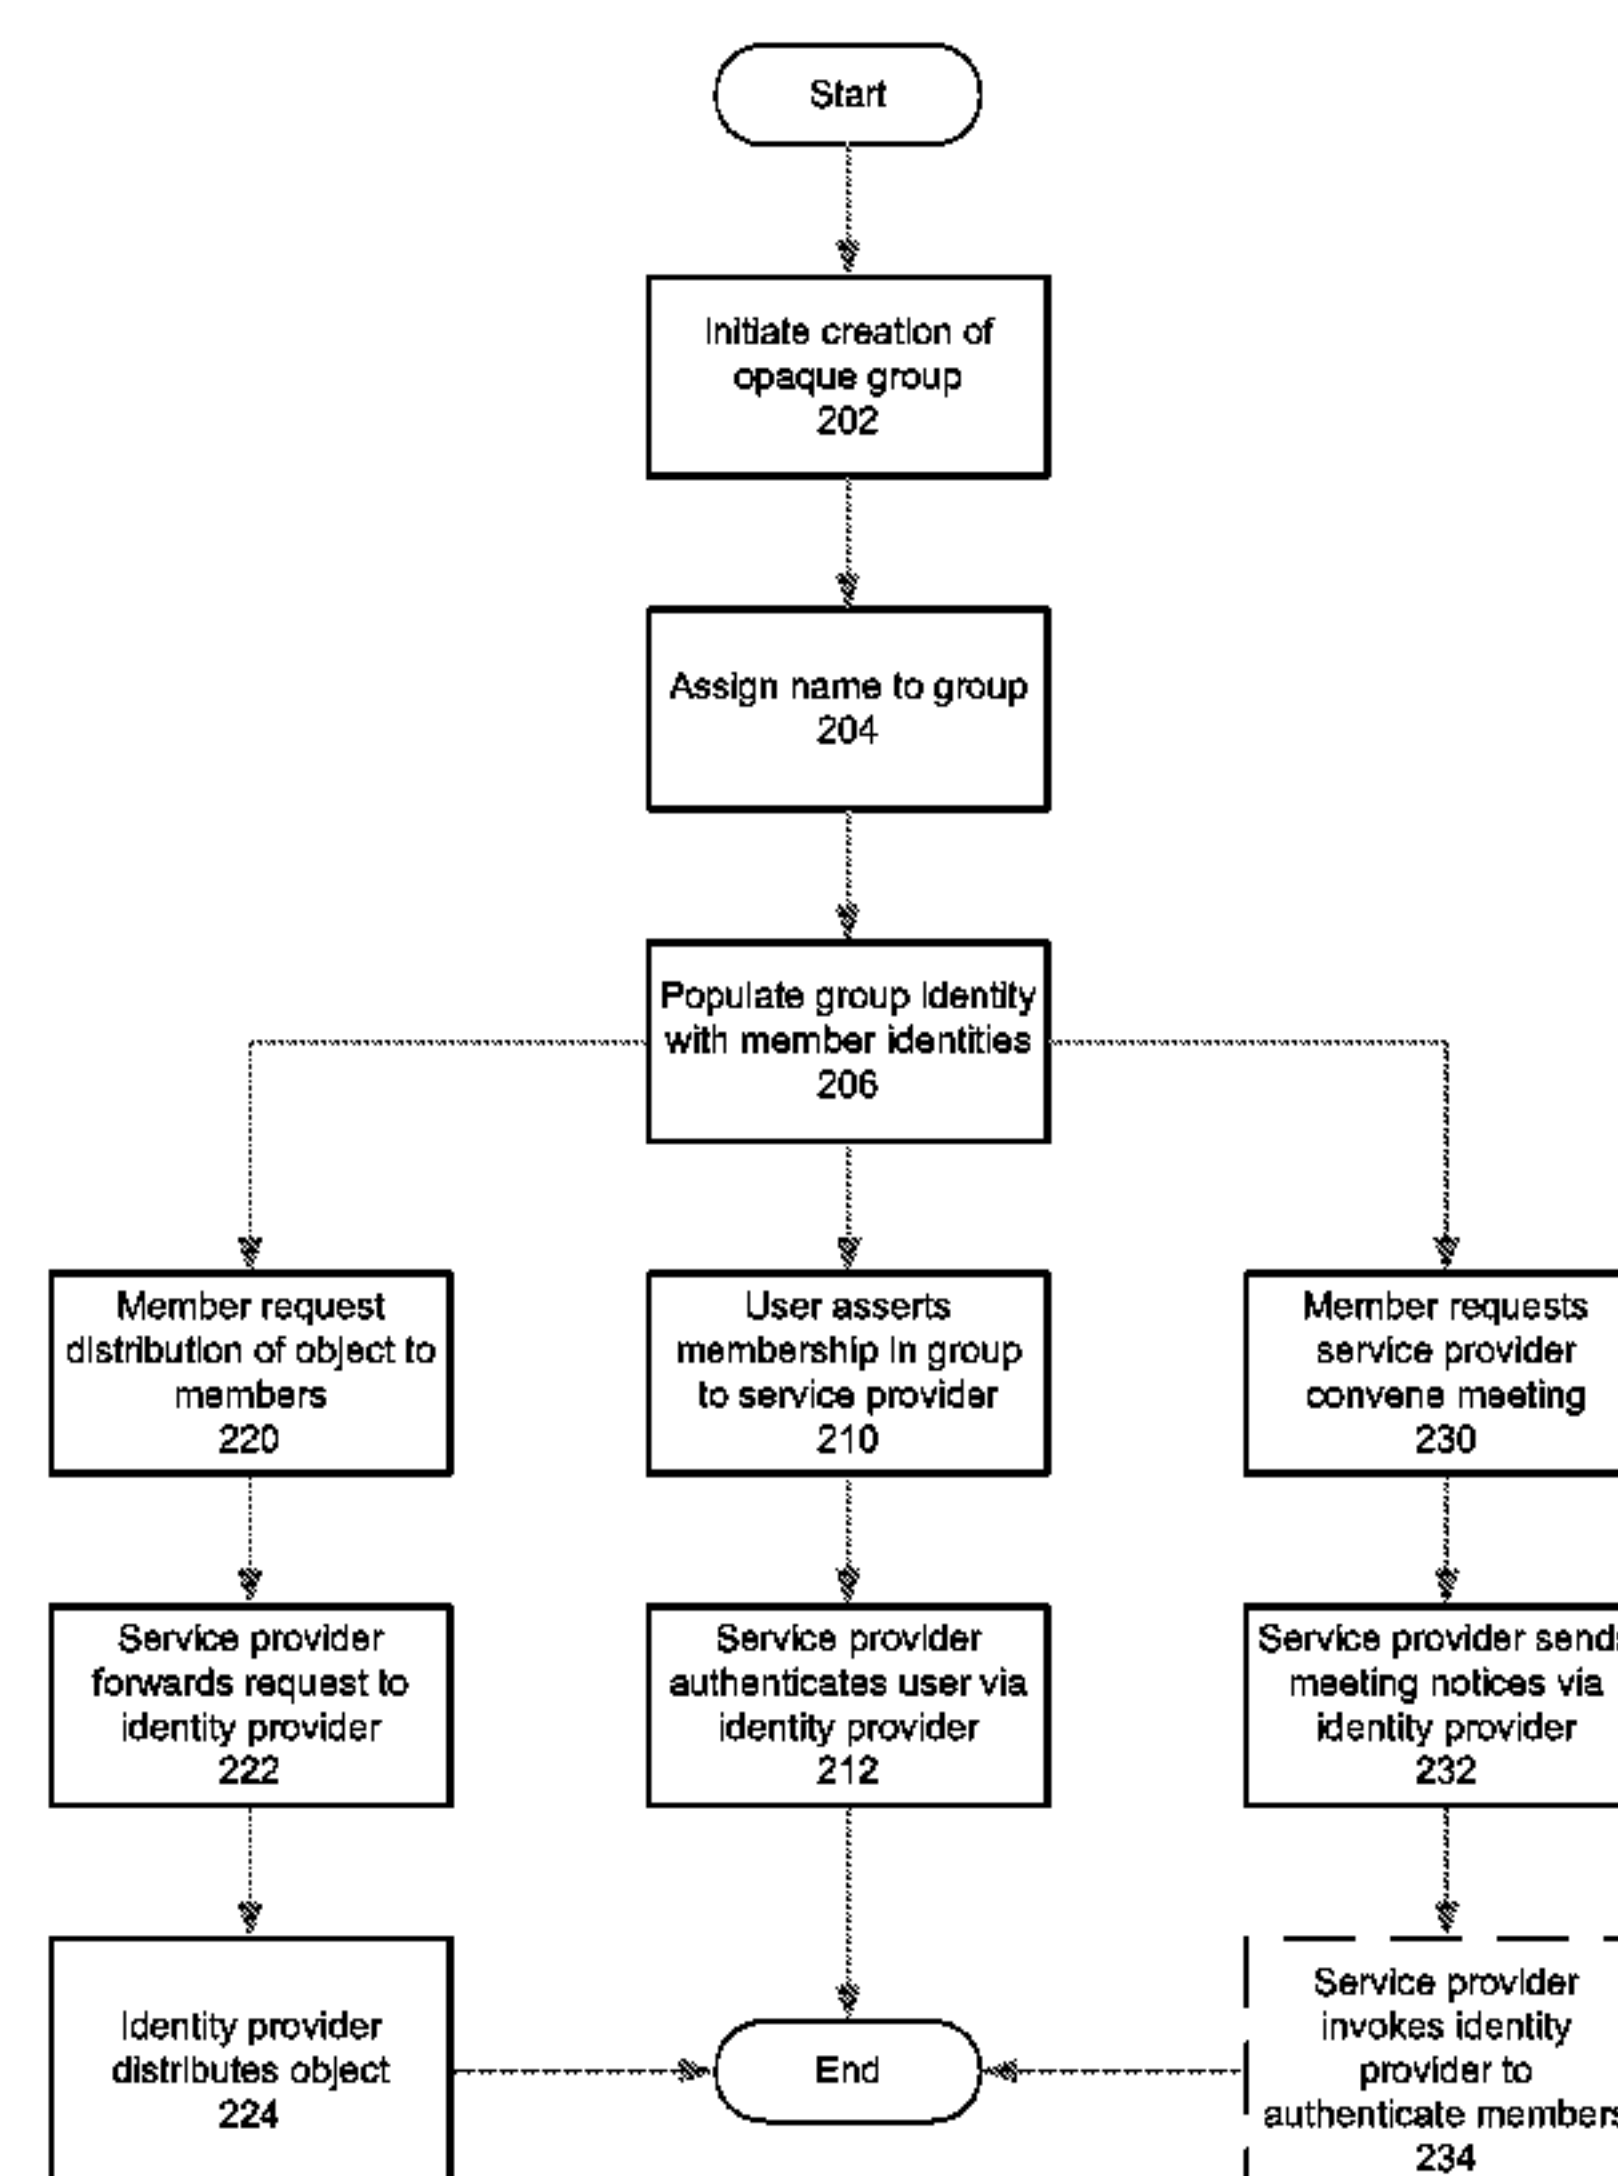 Start
Initiate creation of
opaque group
202
Assign name to group
204
Populate group identity
with member identities
206
Member request
distribution of object to
members
220
User asserts
membership in group
to service provider
210
Member requests
service provider
convene meeting
230
Service provider
forwards request to
identity provider
222
Service provider
authenticates user via
identity provider
212
Service provider sends
meeting notices via
identity provider
232
Identity provider
distributes object
224
End
Service provider
invokes identity
provider to
authenticate members
234